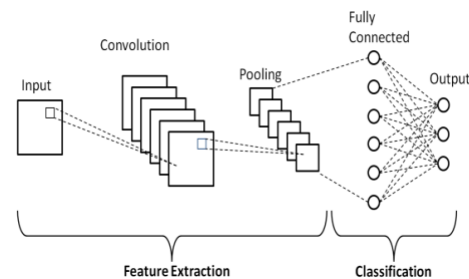 Fully
Connected
Convolution
Pooling
Input
Output
Feature Extraction
Classification